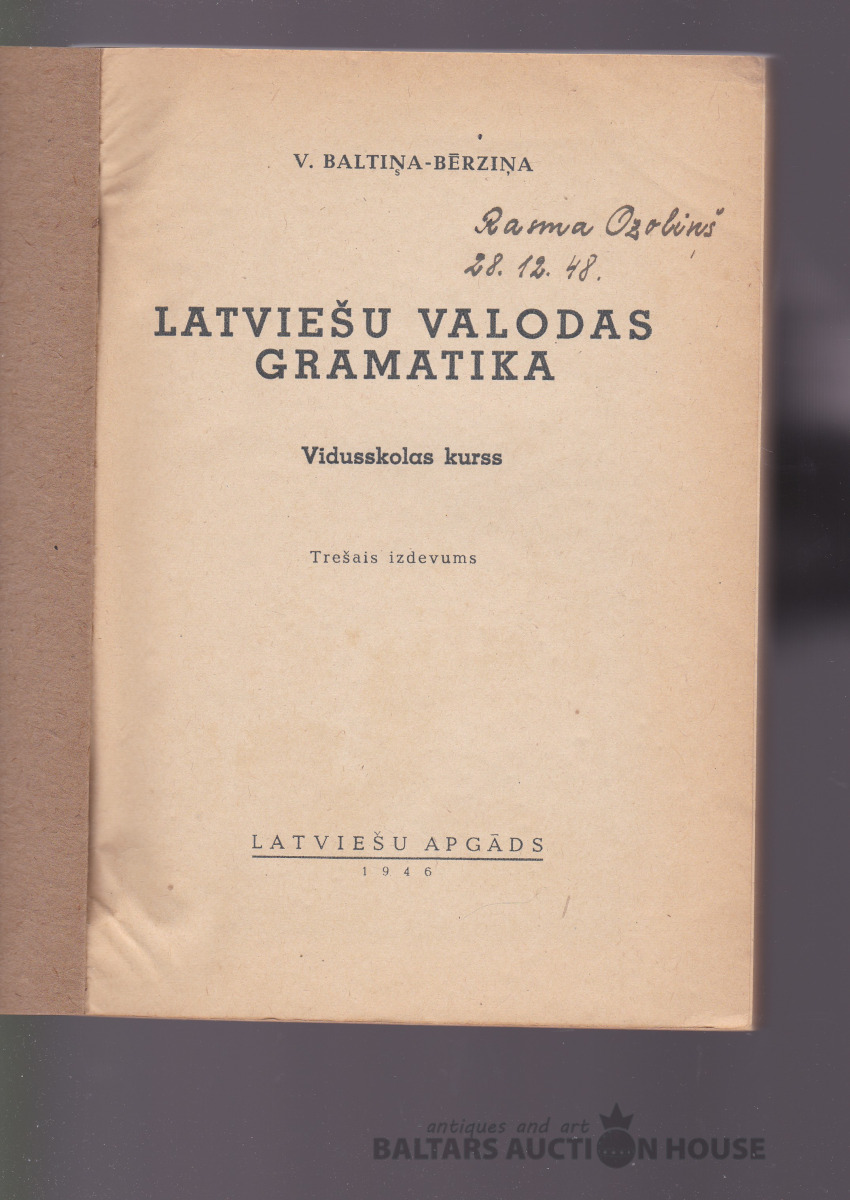 V. BALTIņA-BĒRZIŅA
Rasma Ozoliņš
28. 12. 48.
LATVIEŠU VALODAS
GRAMATIKA
Vidusskolas kurss
Trešais izdevums
LATVIEŠU APGĀDS
1946
antiques and art
BALTARS AUCTION HOUSE